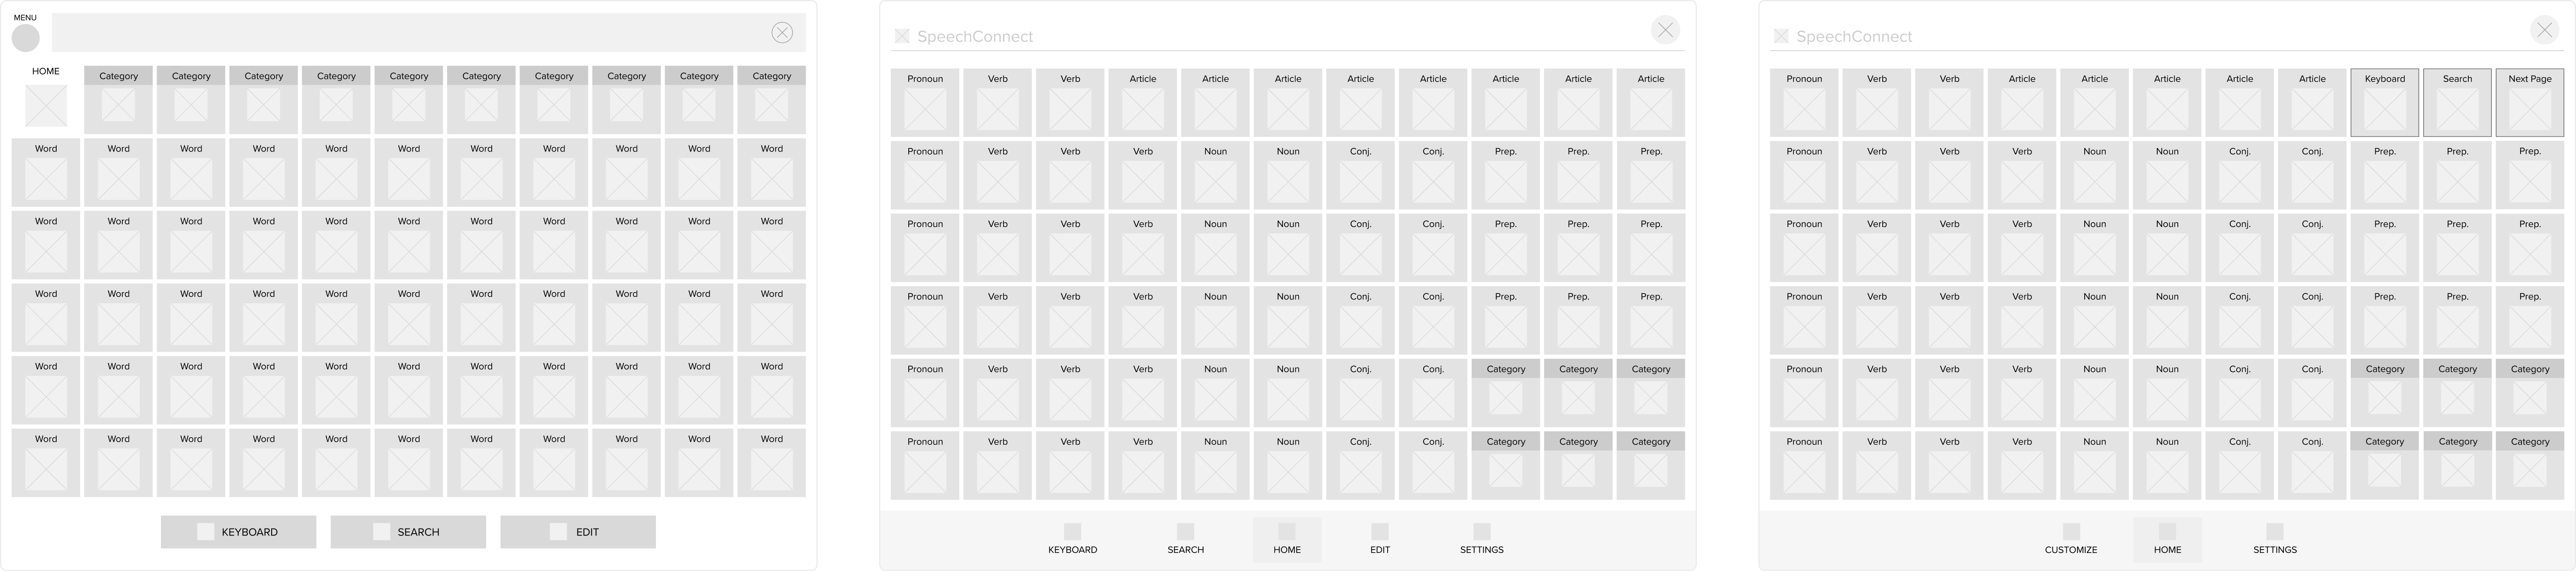 MENU
HOME Category Category Category Category Category Category Category Category Category Category
Word Word Word Word Word Word Word Word Word Word Word
Word Word Word Word Word Word Word Word Word Word Word
Word Word Word Word Word Word Word Word Word Word Word
Word Word Word Word Word Word Word Word Word Word Word
Word Word Word Word Word Word Word Word Word Word Word
KEYBOARD SEARCH EDIT
SpeechConnect
Pronoun Verb Verb Article Article Article Article Article Article Article Article
Pronoun Verb Verb Verb Noun Noun Conj. Conj. Prep. Prep. Prep.
Pronoun Verb Verb Verb Noun Noun Conj. Conj. Prep. Prep. Prep.
Pronoun Verb Verb Verb Noun Noun Conj. Conj. Prep. Prep. Prep.
Pronoun Verb Verb Verb Noun Noun Conj. Conj. Category Category Category
Pronoun Verb Verb Verb Noun Noun Conj. Conj. Category Category Category
KEYBOARD SEARCH HOME EDIT SETTINGS
SpeechConnect
Pronoun Verb Verb Article Article Article Article Article Keyboard Search Next Page
Pronoun Verb Verb Verb Noun Noun Conj. Conj. Prep. Prep. Prep.
Pronoun Verb Verb Verb Noun Noun Conj. Conj. Prep. Prep. Prep.
Pronoun Verb Verb Verb Noun Noun Conj. Conj. Prep. Prep. Prep.
Pronoun Verb Verb Verb Noun Noun Conj. Conj. Category Category Category
Pronoun Verb Verb Verb Noun Noun Conj. Conj. Category Category Category
CUSTOMIZE HOME SETTINGS